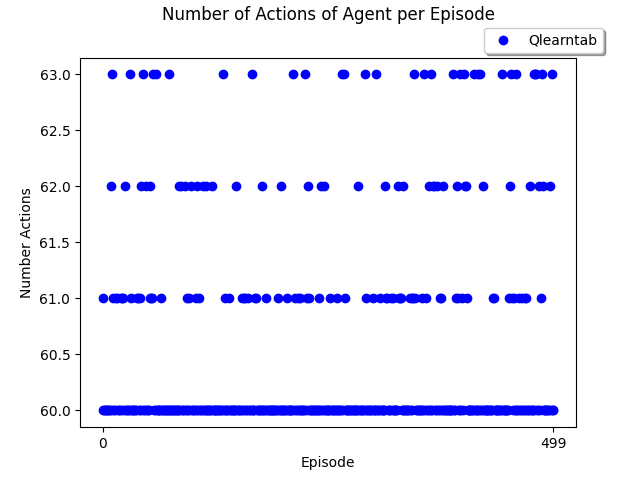 Number of Actions of Agent per Episode
Qlearntab
63.0
62.5
62.0
61.5
61.0
60.5
60.0
Number Actions
0
499
Episode